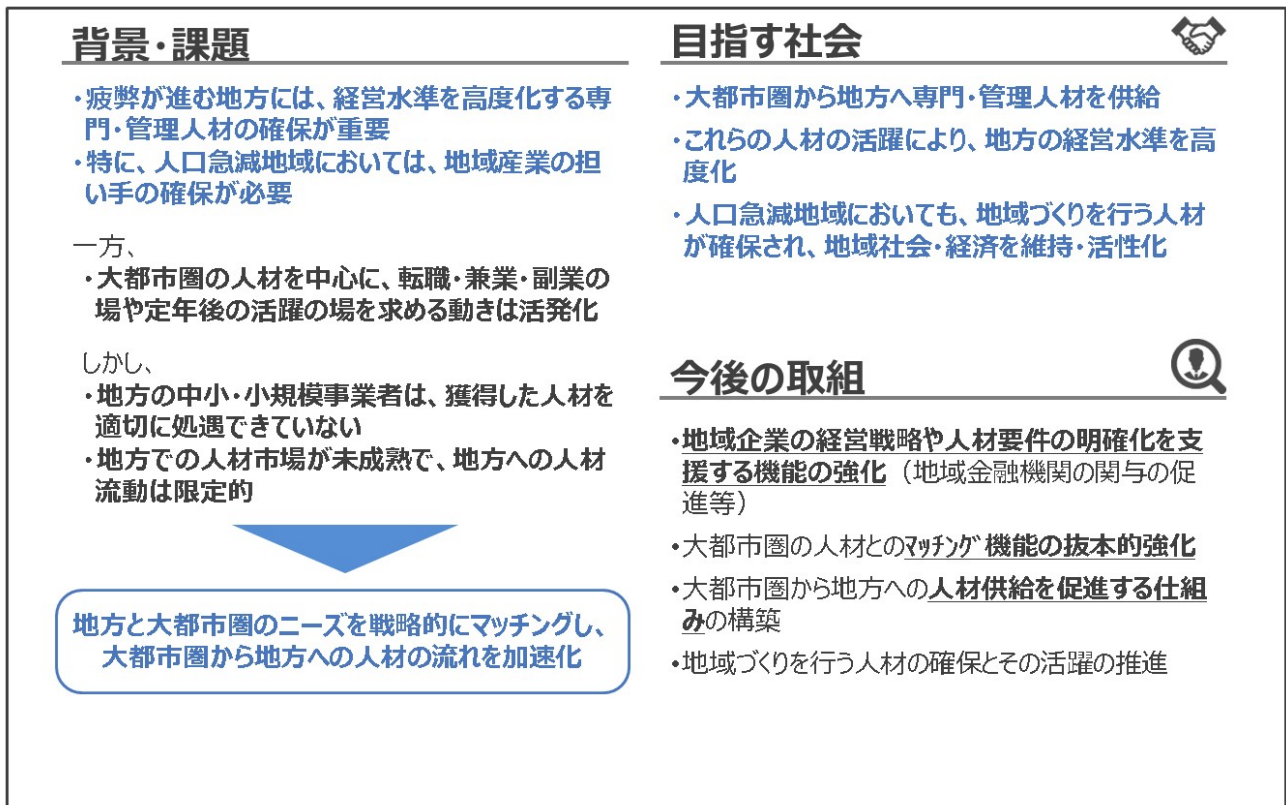 背景・課題
・疲弊が進む地方には、経営水準を高度化する専
門・管理人材の確保が重要
・特に、人口急減地域においては、地域産業の担
い手の確保が必要
一方、
・大都市圏の人材を中心に、転職・兼業・副業の
場や定年後の活躍の場を求める動きは活発化
しかし、
・地方の中小・小規模事業者は、獲得した人材を
適切に処遇できていない
・地方での人材市場が未成熟で、地方への人材
流動は限定的
地方と大都市圏のニーズを戦略的にマッチングし、
大都市圏から地方への人材の流れを加速化
目指す社会
・大都市圏から地方へ専門・管理人材を供給
・これらの人材の活躍により、地方の経営水準を高
度化
・人口急減地域においても、地域づくりを行う人材
が確保され、地域社会・経済を維持・活性化
今後の取組
・地域企業の経営戦略や人材要件の明確化を支
援する機能の強化（地域金融機関の関与の促
進等）
・大都市圏の人材とのﾏｯﾁﾝｸﾞ機能の抜本的強化
・大都市圏から地方への人材供給を促進する仕組
みの構築
・地域づくりを行う人材の確保とその活躍の推進